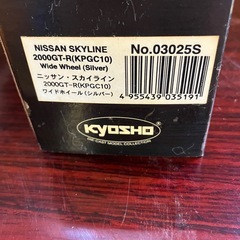 NISSAN SKYLINE
2000GT-R(KPGC10)
Wide Wheel (Silver)
No.03025S
ニッサン・スカイライン
2000GT-R(KPGC10)
ワイドホイール(シルバー)
4 955439 035191
KYOSHO
DIE-CAST MODEL COLLECTION